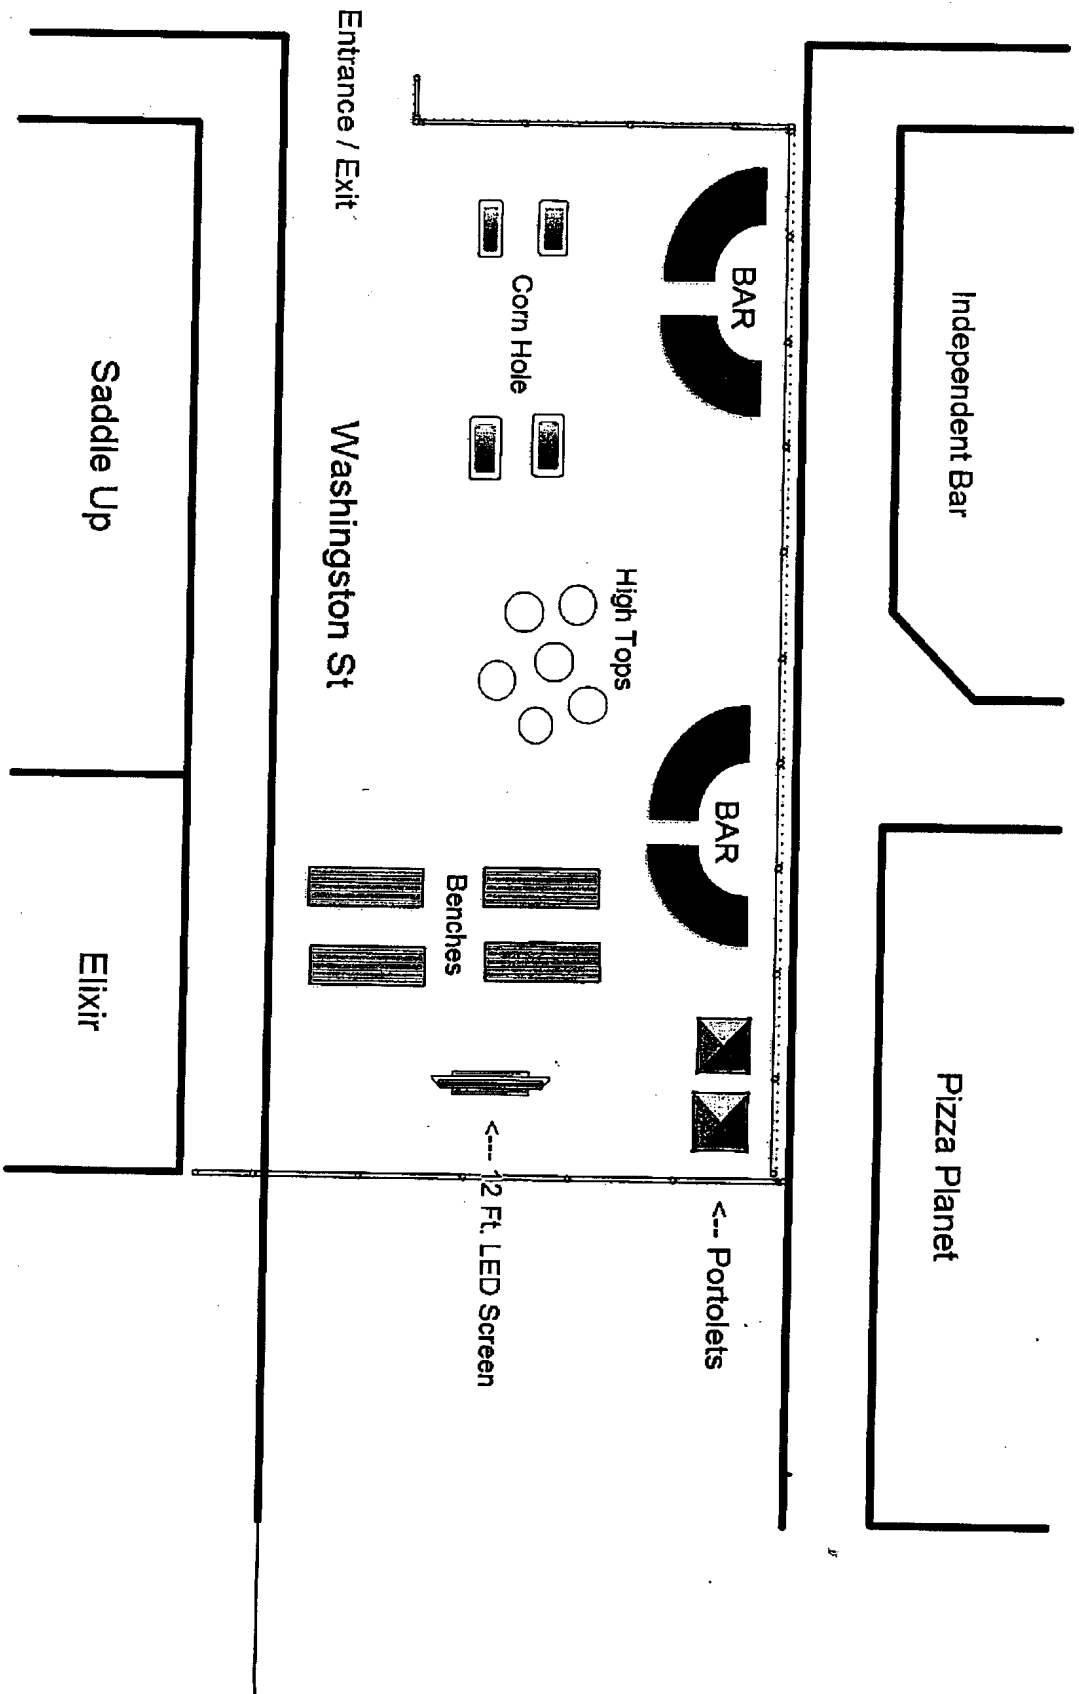 Independent Bar
Pizza Planet
BAR
BAR
<-- Portolets
High Tops
Corn Hole
Benches
<--- 12 Ft. LED Screen
Entrance / Exit
Washingston St
Saddle Up
Elixir